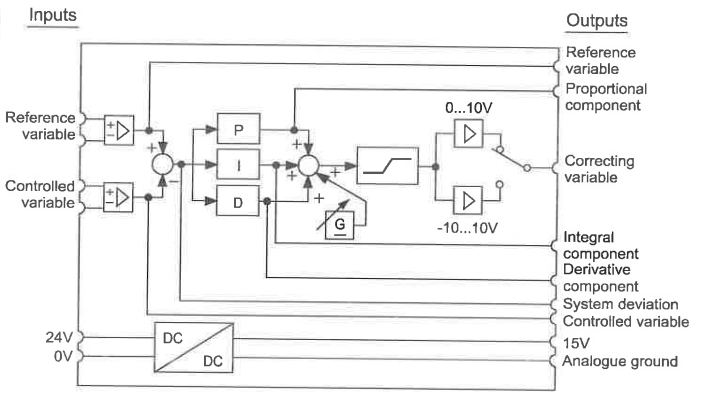 Inputs
Outputs
Reference
variable
Proportional
component
0...10V
Reference
variable
+
−
P
+
+
−
I
+
+
+
Correcting
variable
Controlled
variable
+
−
D
G
-10...10V
Integral
component
Derivative
component
System deviation
Controlled variable
24V
0V
DC
DC
15V
Analogue ground